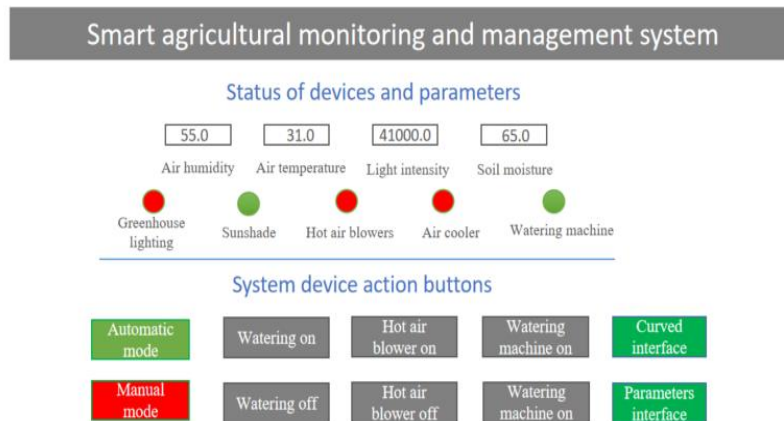 Smart agricultural monitoring and management system
Status of devices and parameters
55.0 31.0 41000.0 65.0
Air humidity Air temperature Light intensity Soil moisture
Greenhouse
lighting
Sunshade Hot air blowers Air cooler Watering machine
System device action buttons
Automatic
mode
Watering on
Hot air
blower on
Watering
machine on
Curved
interface
Manual
mode
Watering off
Hot air
blower off
Watering
machine on
Parameters
interface